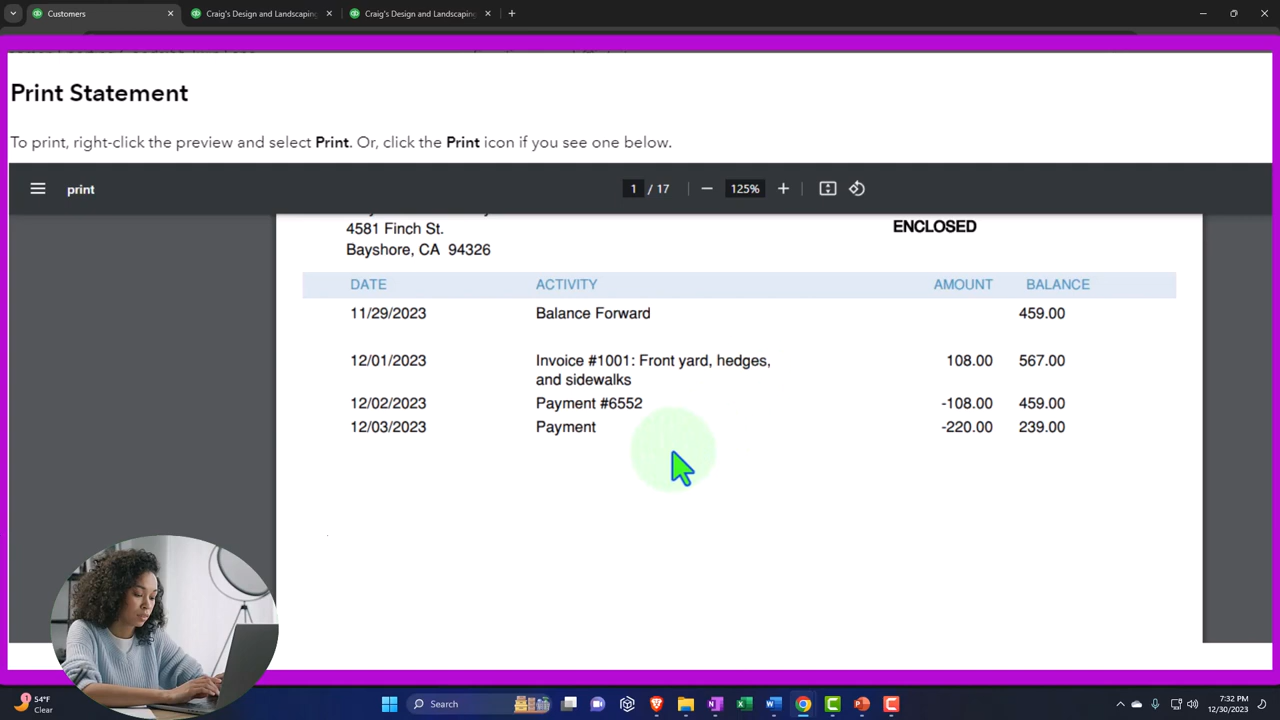 Customers
Craig's Design and Landscaping
Craig's Design and Landscaping
Print Statement
To print, right-click the preview and select Print. Or, click the Print icon if you see one below.
print 1 / 17 125%
4581 Finch St. ENCLOSED
Bayshore, CA 94326
DATE ACTIVITY AMOUNT BALANCE
11/29/2023 Balance Forward 459.00
12/01/2023 Invoice #1001: Front yard, hedges, 108.00 567.00
and sidewalks
12/02/2023 Payment #6552 -108.00 459.00
12/03/2023 Payment -220.00 239.00
1 54°F
Clear
Search
7:32 PM
12/30/2023